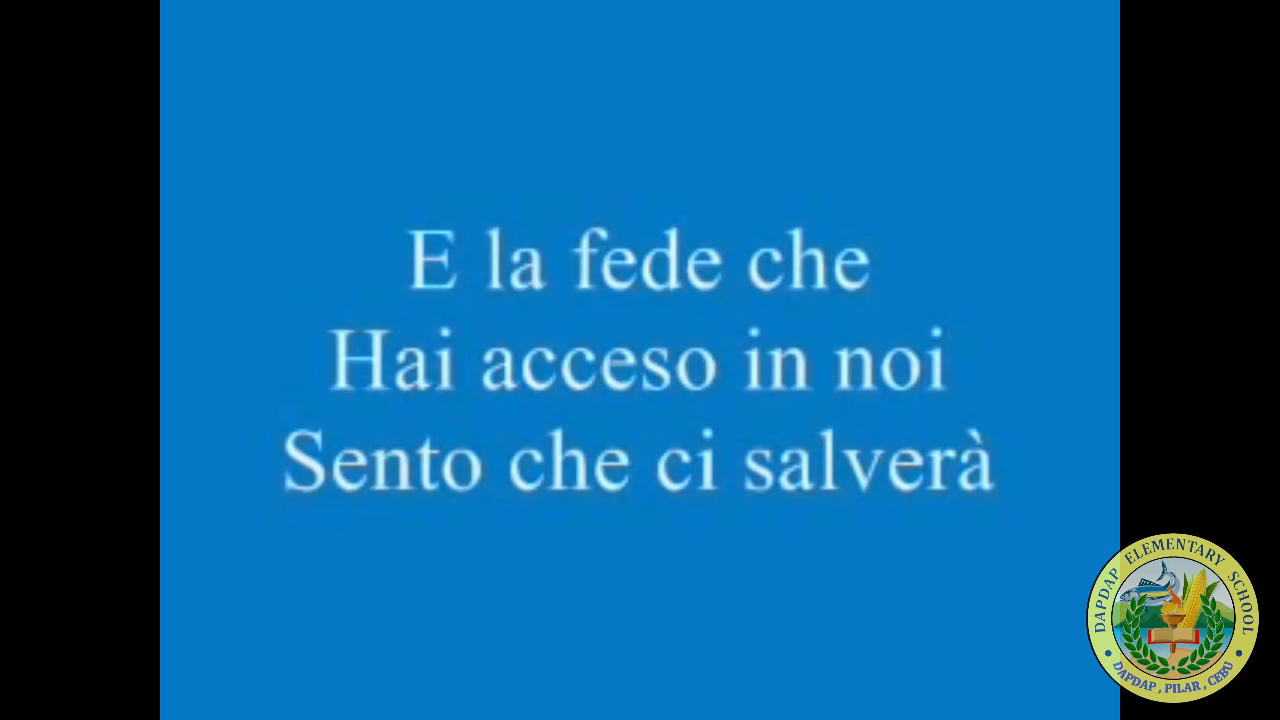 E la fede che
Hai acceso in noi
Sento che ci salverà
DAPDAP ELEMENTARY SCHOOL
DAPDAP, PILAR, CEBU